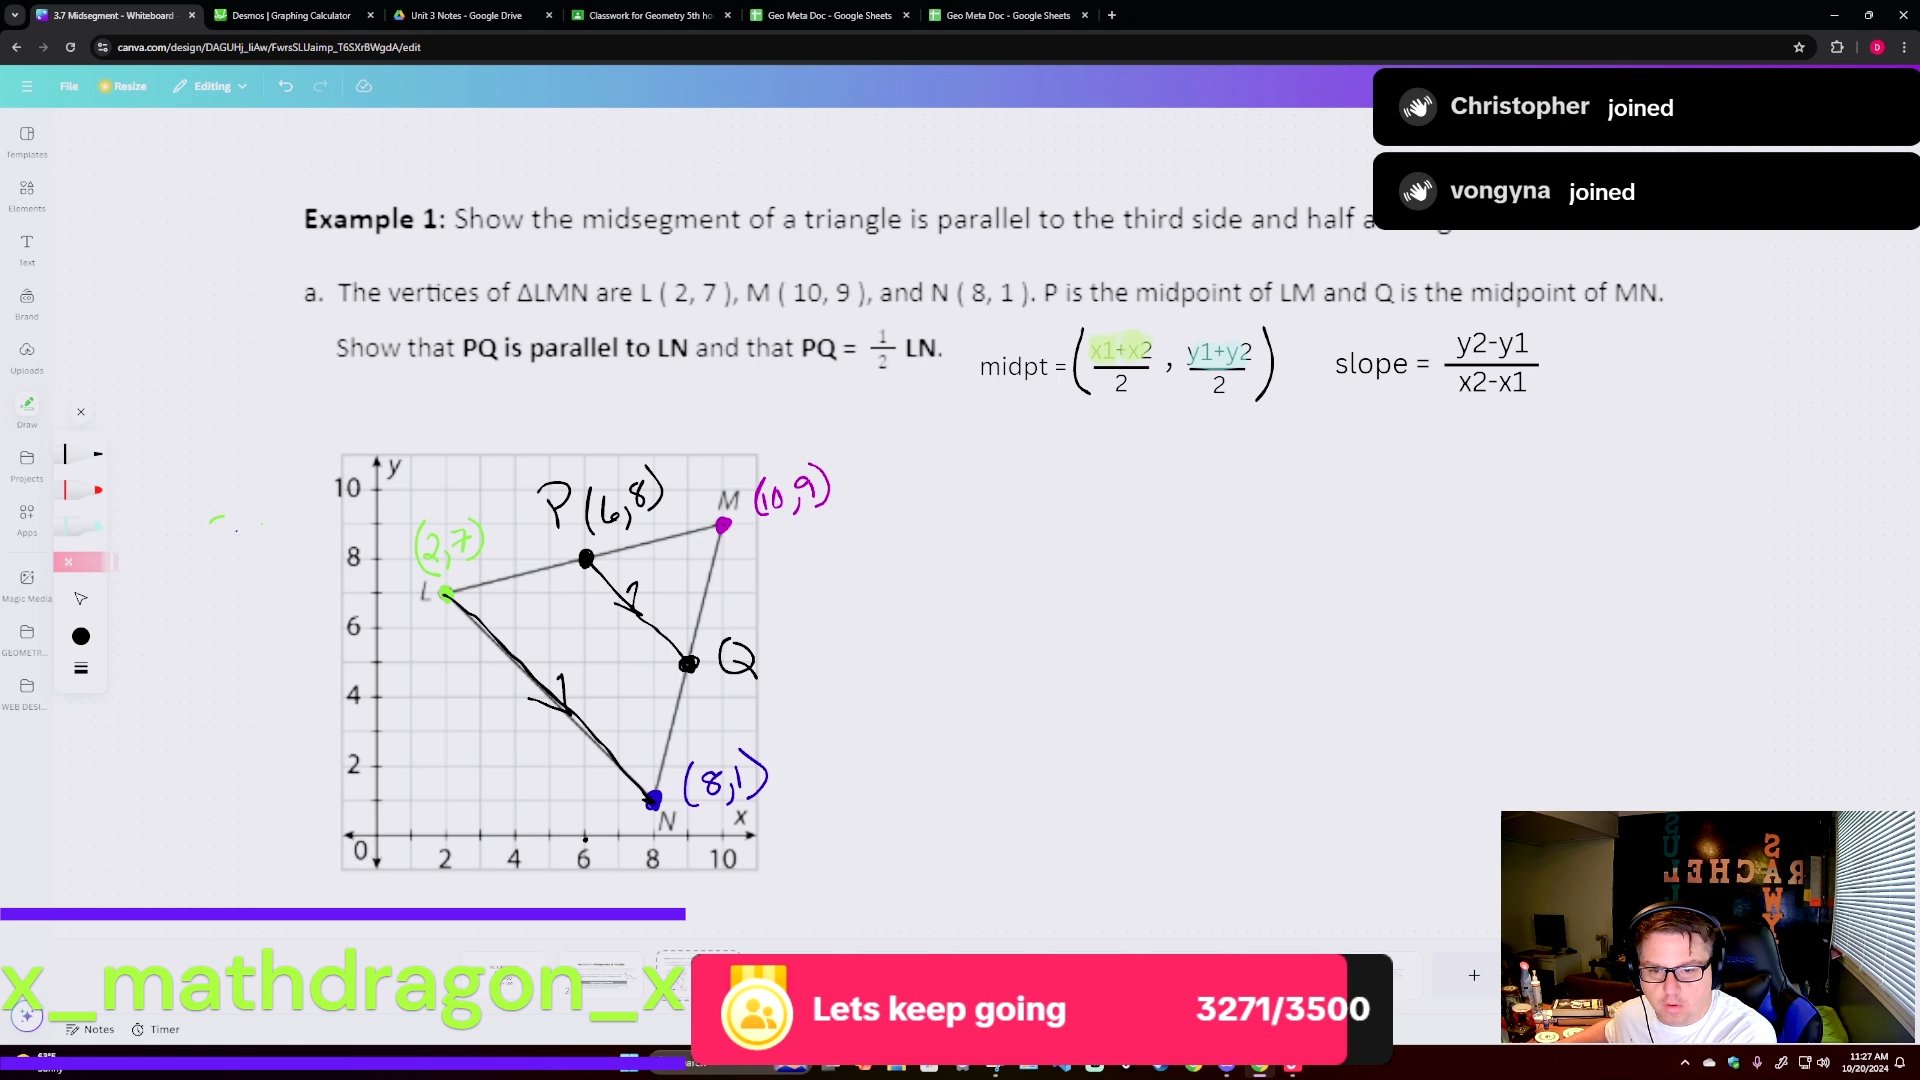 3.7 Midsegment - Whiteboard
Desmos | Graphing Calculator
Unit 3 Notes - Google Drive
Classwork for Geometry 5th ho
Geo Meta Doc - Google Sheets
Geo Meta Doc - Google Sheets
canva.com/design/DAGUHj_IiAw/FwrsSLUaimp_T6SXrBWgdA/edit
D
File
Resize
Editing
Christopher joined
vongyna joined
Templates
Elements
Text
Brand
Uploads
Draw
Projects
Apps
Magic Media
GEOMETR...
WEB DESI...
Example 1: Show the midsegment of a triangle is parallel to the third side and half a
a. The vertices of ΔLMN are L ( 2, 7 ), M ( 10, 9 ), and N ( 8, 1 ). P is the midpoint of LM and Q is the midpoint of MN.
Show that PQ is parallel to LN and that PQ = 1/2 LN.
midpt = ( x1+x2 / 2 , y1+y2 / 2 )
slope = y2-y1 / x2-x1
y
10
8
6
4
2
0
2 4 6 8 10
x
P (6,8)
M (10,9)
(2,7)
L
Q
(8,1)
N
x_mathdragon_x
Lets keep going 3271/3500
Notes
Timer
63°F
Sunny
RACHEL
11:27 AM
10/20/2024